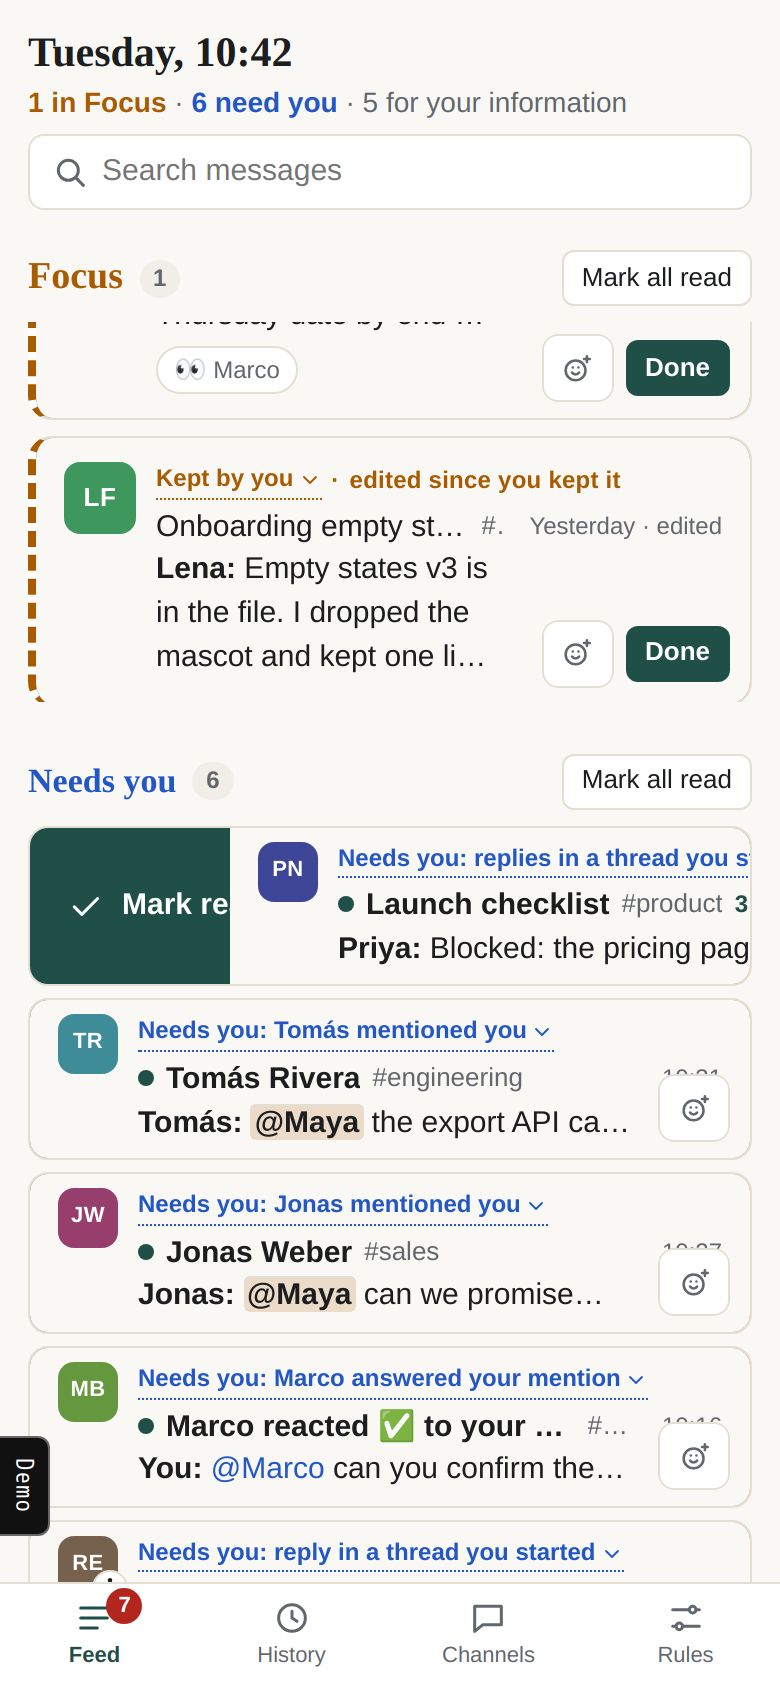 Tuesday, 10:42
1 in Focus · 6 need you · 5 for your information
Search messages
Focus 1 Mark all read
👀 Marco Done
LF
Kept by you · edited since you kept it
Onboarding empty st… #. Yesterday · edited
Lena: Empty states v3 is
in the file. I dropped the
mascot and kept one li…
Done
Needs you 6 Mark all read
Mark re
PN
Needs you: replies in a thread you s
Launch checklist #product 3
Priya: Blocked: the pricing pag
TR
Needs you: Tomás mentioned you
Tomás Rivera #engineering
Tomás: @Maya the export API ca…
JW
Needs you: Jonas mentioned you
Jonas Weber #sales
Jonas: @Maya can we promise…
MB
Needs you: Marco answered your mention
Marco reacted ✅ to your … #…
You: @Marco can you confirm the…
Demo
RE
Needs you: reply in a thread you started
7
Feed History Channels Rules